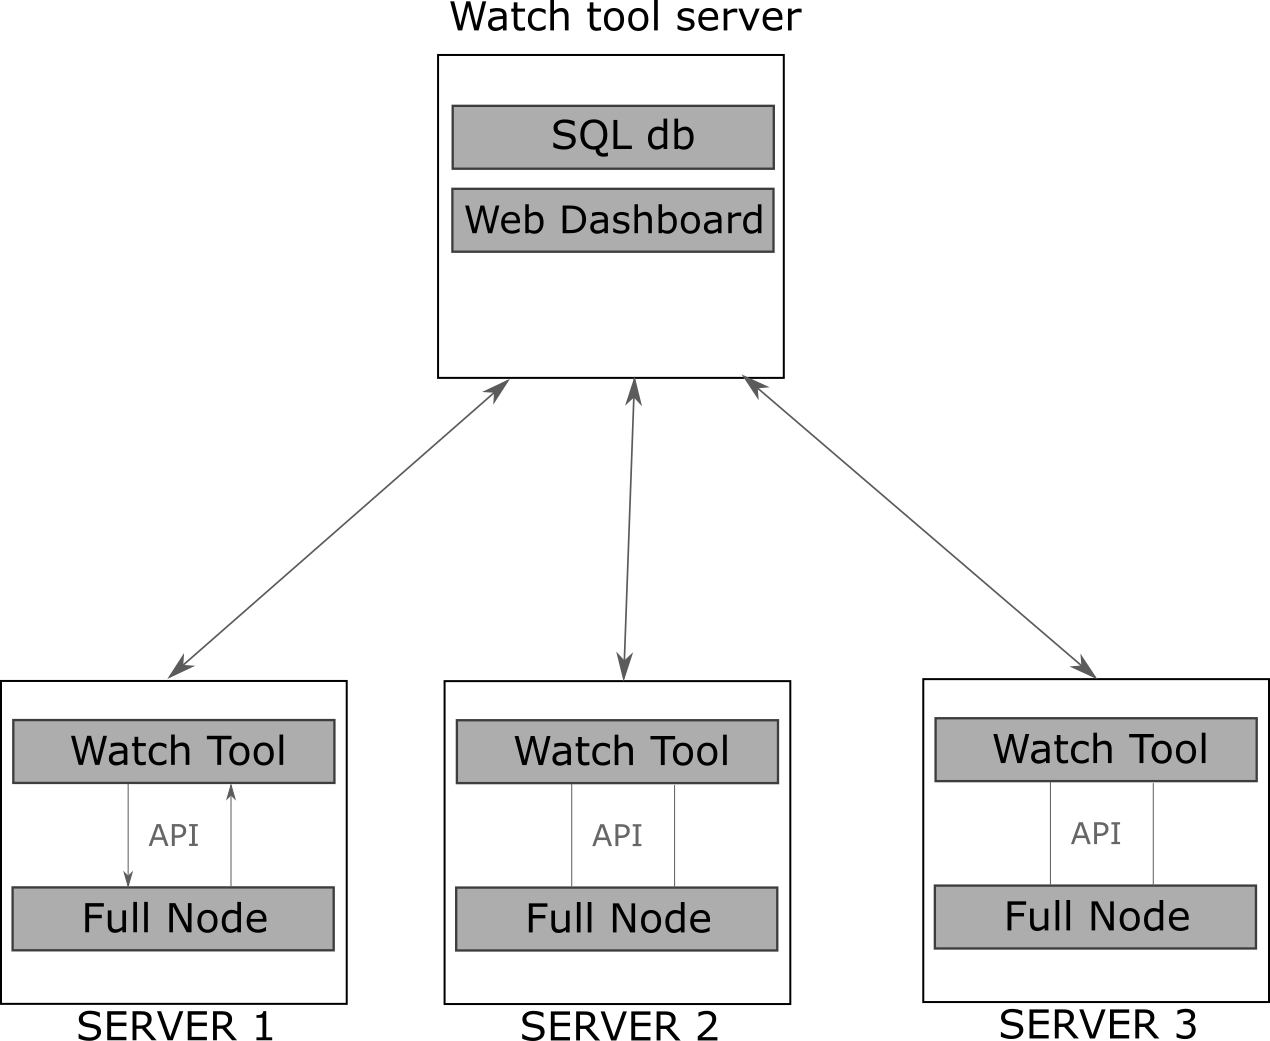 Watch tool server
SQL db
Web Dashboard
Watch Tool
API
Full Node
SERVER 1
Watch Tool
API
Full Node
SERVER 2
Watch Tool
API
Full Node
SERVER 3